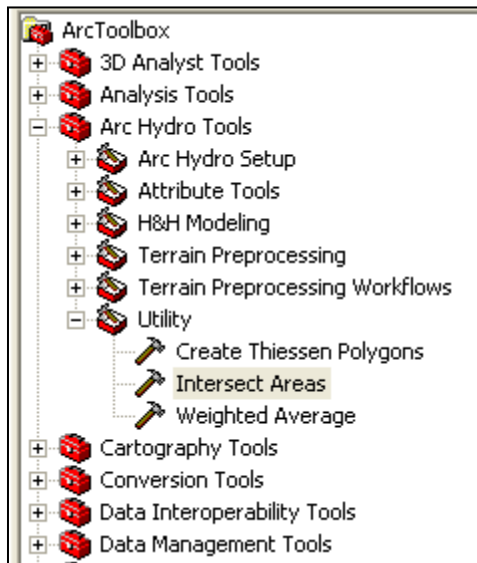 ArcToolbox
3D Analyst Tools
Analysis Tools
Arc Hydro Tools
Arc Hydro Setup
Attribute Tools
H&H Modeling
Terrain Preprocessing
Terrain Preprocessing Workflows
Utility
Create Thiessen Polygons
Intersect Areas
Weighted Average
Cartography Tools
Conversion Tools
Data Interoperability Tools
Data Management Tools